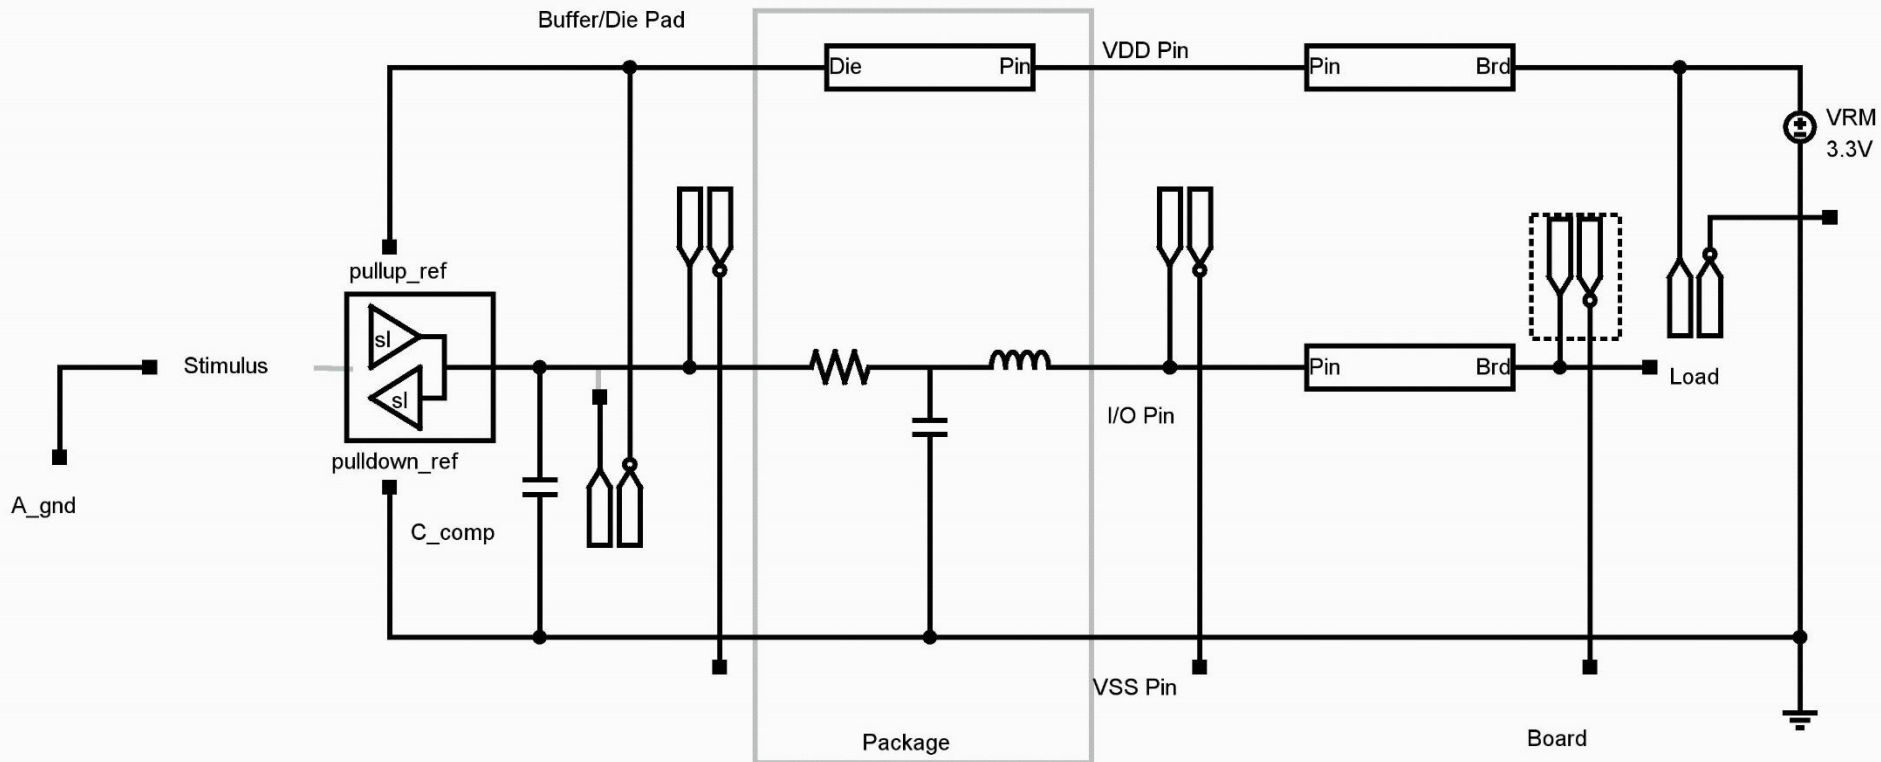 Buffer/Die Pad
Die
Pin
VDD Pin
Pin
Brd
VRM
3.3V
pullup_ref
sl
sl
Stimulus
Pin
Brd
Load
I/O Pin
pulldown_ref
A_gnd
C_comp
VSS Pin
Package
Board